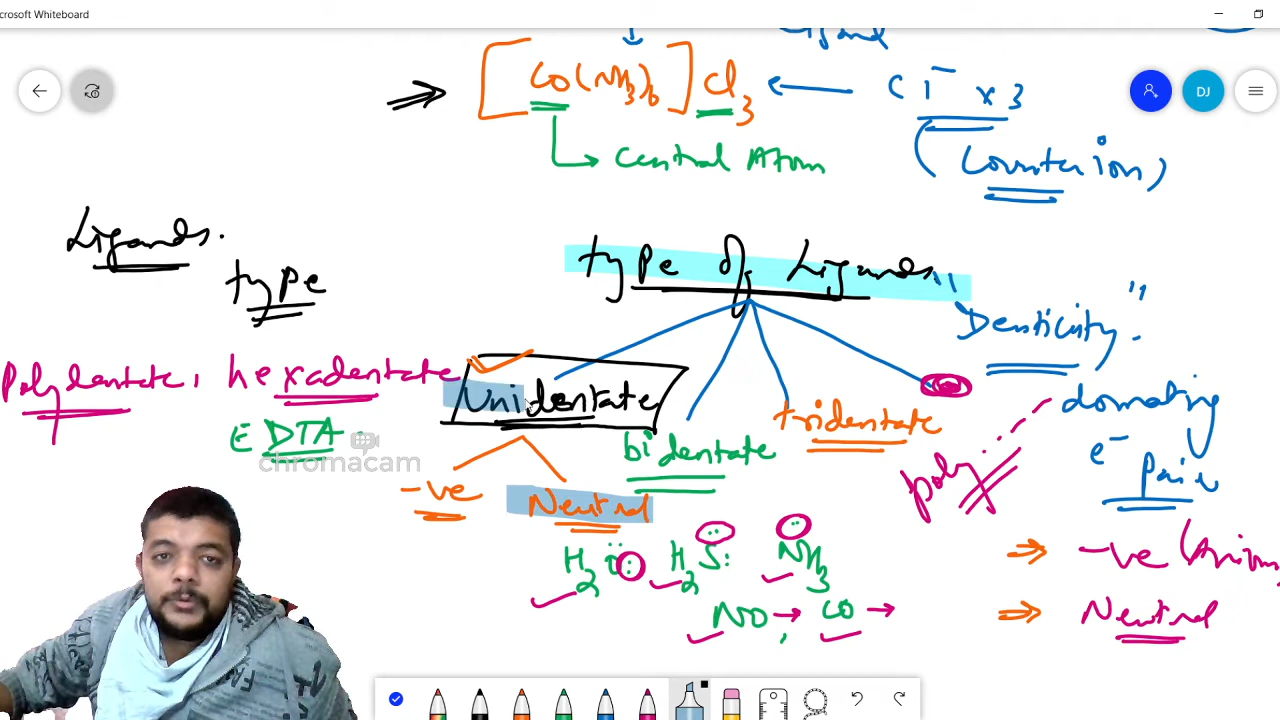 Microsoft Whiteboard
Ligand
[Co(NH3)6]Cl3 ← Cl⁻ x 3
DJ
Central Atom
(Counter ion)
Ligands.
type
type of Ligands
"Denticity"
Polydentate, hexadentate
EDTA
Unidentate
bidentate
tridentate
poly
donating
e⁻ pair
-ve
Neutral
H2O
H2S
NH3
NO →, CO →
⇒ -ve (Anion
⇒ Neutral
chromacam